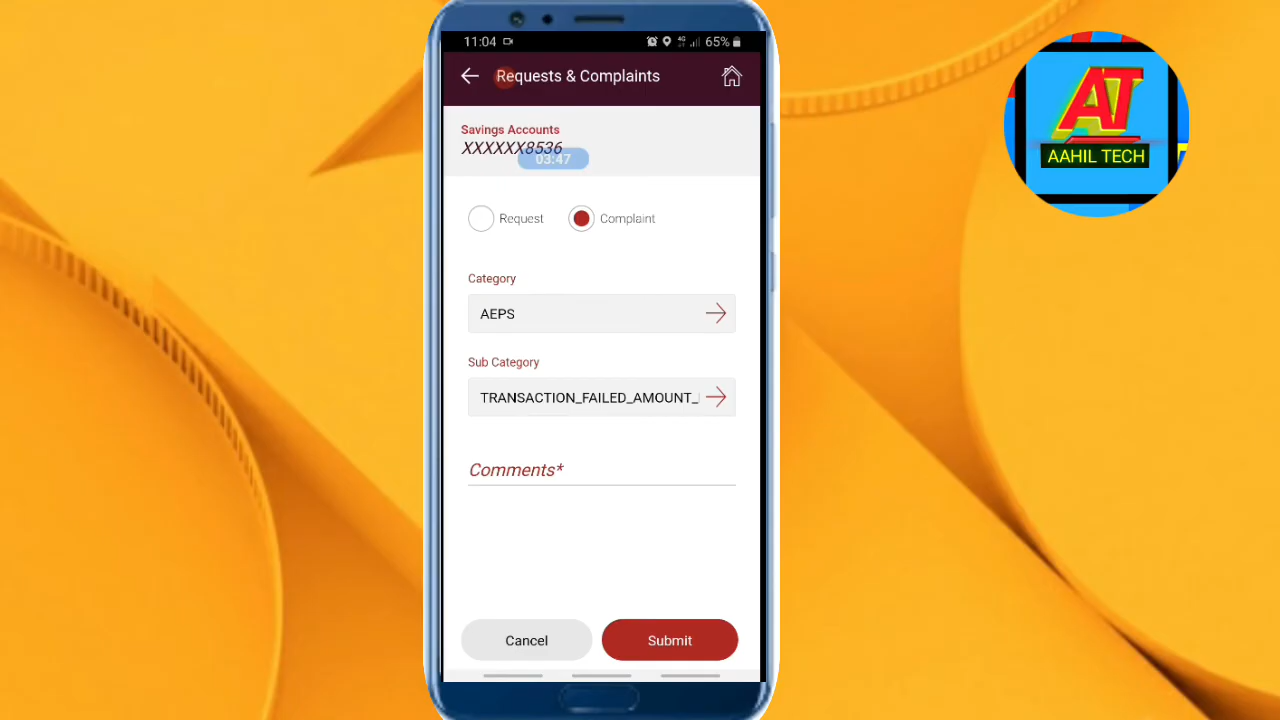 11:04
4G 65%
Requests & Complaints
Savings Accounts
XXXXXX8536
03:47
Request
Complaint
Category
AEPS
Sub Category
TRANSACTION_FAILED_AMOUNT_
Comments*
Cancel
Submit
AT
AAHIL TECH